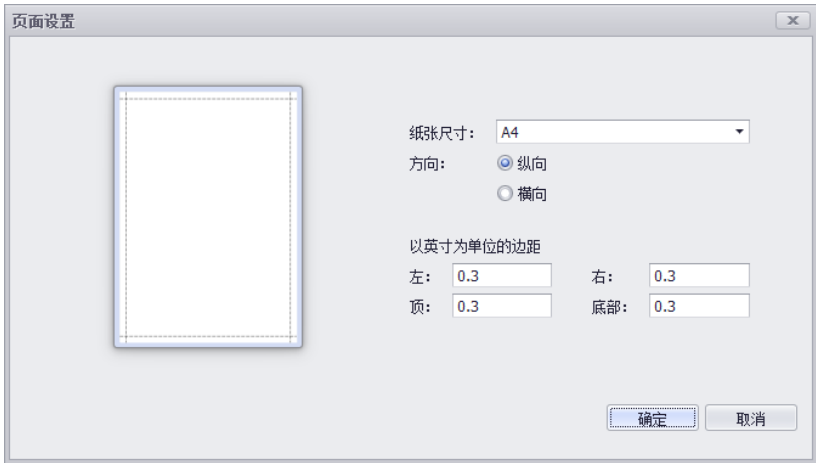 页面设置
纸张尺寸： A4
方向： 纵向
横向
以英寸为单位的边距
左： 0.3 右： 0.3
顶： 0.3 底部： 0.3
确定 取消